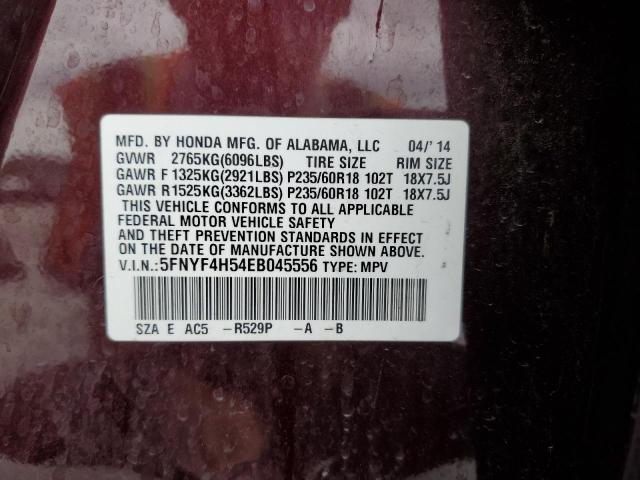 MFD. BY HONDA MFG. OF ALABAMA, LLC 04/'14
GVWR 2765KG(6096LBS) TIRE SIZE RIM SIZE
GAWR F 1325KG(2921LBS) P235/60R18 102T 18X7.5J
GAWR R 1525KG(3362LBS) P235/60R18 102T 18X7.5J
THIS VEHICLE CONFORMS TO ALL APPLICABLE
FEDERAL MOTOR VEHICLE SAFETY
AND THEFT PREVENTION STANDARDS IN EFFECT
ON THE DATE OF MANUFACTURE SHOWN ABOVE.
V.I.N.: 5FNYF4H54EB045556 TYPE: MPV
SZA E AC5 -R529P -A -B